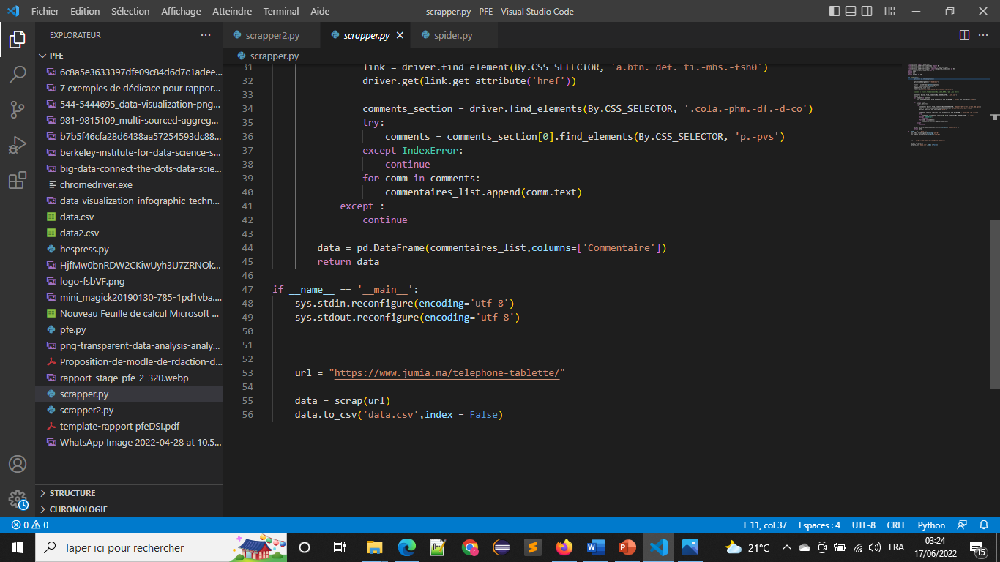 Fichier Edition Sélection Affichage Atteindre Terminal Aide scrapper.py - PFE - Visual Studio Code
EXPLORATEUR
PFE
6c8a5e3633397dfe09c84d6d7c1adee...
7 exemples de dédicace pour rappor...
544-5444695_data-visualization-png...
981-9815109_multi-sourced-aggreg...
b7b5f46cfa28d6438aa57254593dc88...
berkeley-institute-for-data-science-s...
big-data-connect-the-dots-data-scie...
chromedriver.exe
data-visualization-infographic-techn...
data.csv
data2.csv
hespress.py
HjfMw0bnRDW2CKiwUyh3U7ZRNOk...
logo-fsbVF.png
mini_magick20190130-785-1pd1vba...
Nouveau Feuille de calcul Microsoft ...
pfe.py
png-transparent-data-analysis-analy...
Proposition-de-modle-de-rdaction-d...
rapport-stage-pfe-2-320.webp
scrapper.py
scrapper2.py
template-rapport pfeDSI.pdf
WhatsApp Image 2022-04-28 at 10.5...
STRUCTURE
CHRONOLOGIE
scrapper2.py scrapper.py spider.py
scrapper.py
31 link = driver.find_element(By.CSS_SELECTOR, 'a.btn._def._ti.-mhs.-fsh0')
32 driver.get(link.get_attribute('href'))
33
34 comments_section = driver.find_elements(By.CSS_SELECTOR, '.cola.-phm.-df.-d-co')
35 try:
36 comments = comments_section[0].find_elements(By.CSS_SELECTOR, 'p.-pvs')
37 except IndexError:
38 continue
39 for comm in comments:
40 commentaires_list.append(comm.text)
41 except :
42 continue
43
44 data = pd.DataFrame(commentaires_list,columns=['Commentaire'])
45 return data
46
47 if __name__ == '__main__':
48 sys.stdin.reconfigure(encoding='utf-8')
49 sys.stdout.reconfigure(encoding='utf-8')
50
51
52
53 url = "https://www.jumia.ma/telephone-tablette/"
54
55 data = scrap(url)
56 data.to_csv('data.csv',index = False)
0 0 L 11, col 37 Espaces : 4 UTF-8 CRLF Python
Taper ici pour rechercher 21°C FRA 03:24
17/06/2022 15